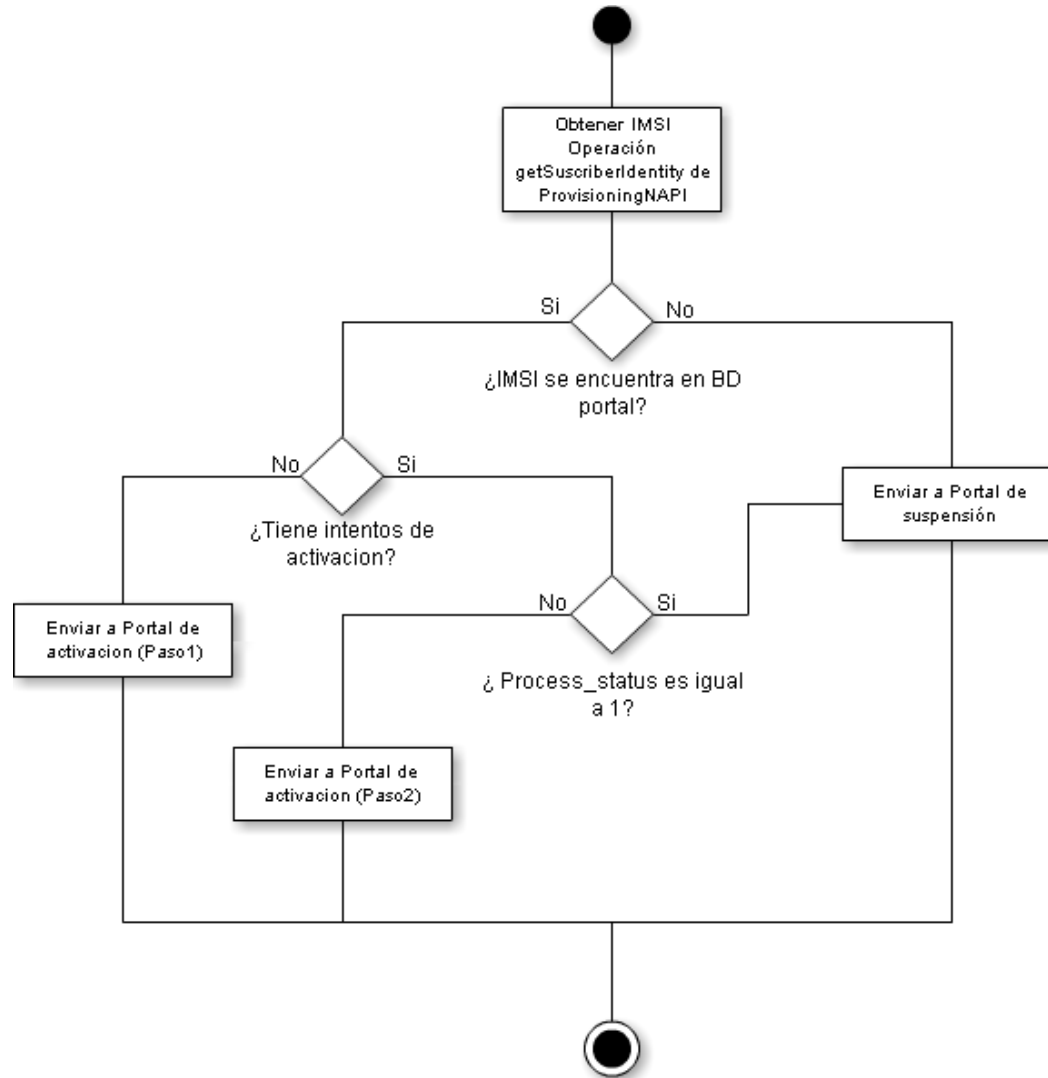 Obtener IMSI
Operación
getSuscriberIdentity de
ProvisioningNAPI
Si
No
¿IMSI se encuentra en BD
portal?
No
Si
¿Tiene intentos de
activacion?
Enviar a Portal de
suspensión
No
Si
Enviar a Portal de
activacion (Paso1)
¿ Process_status es igual
a 1?
Enviar a Portal de
activacion (Paso2)